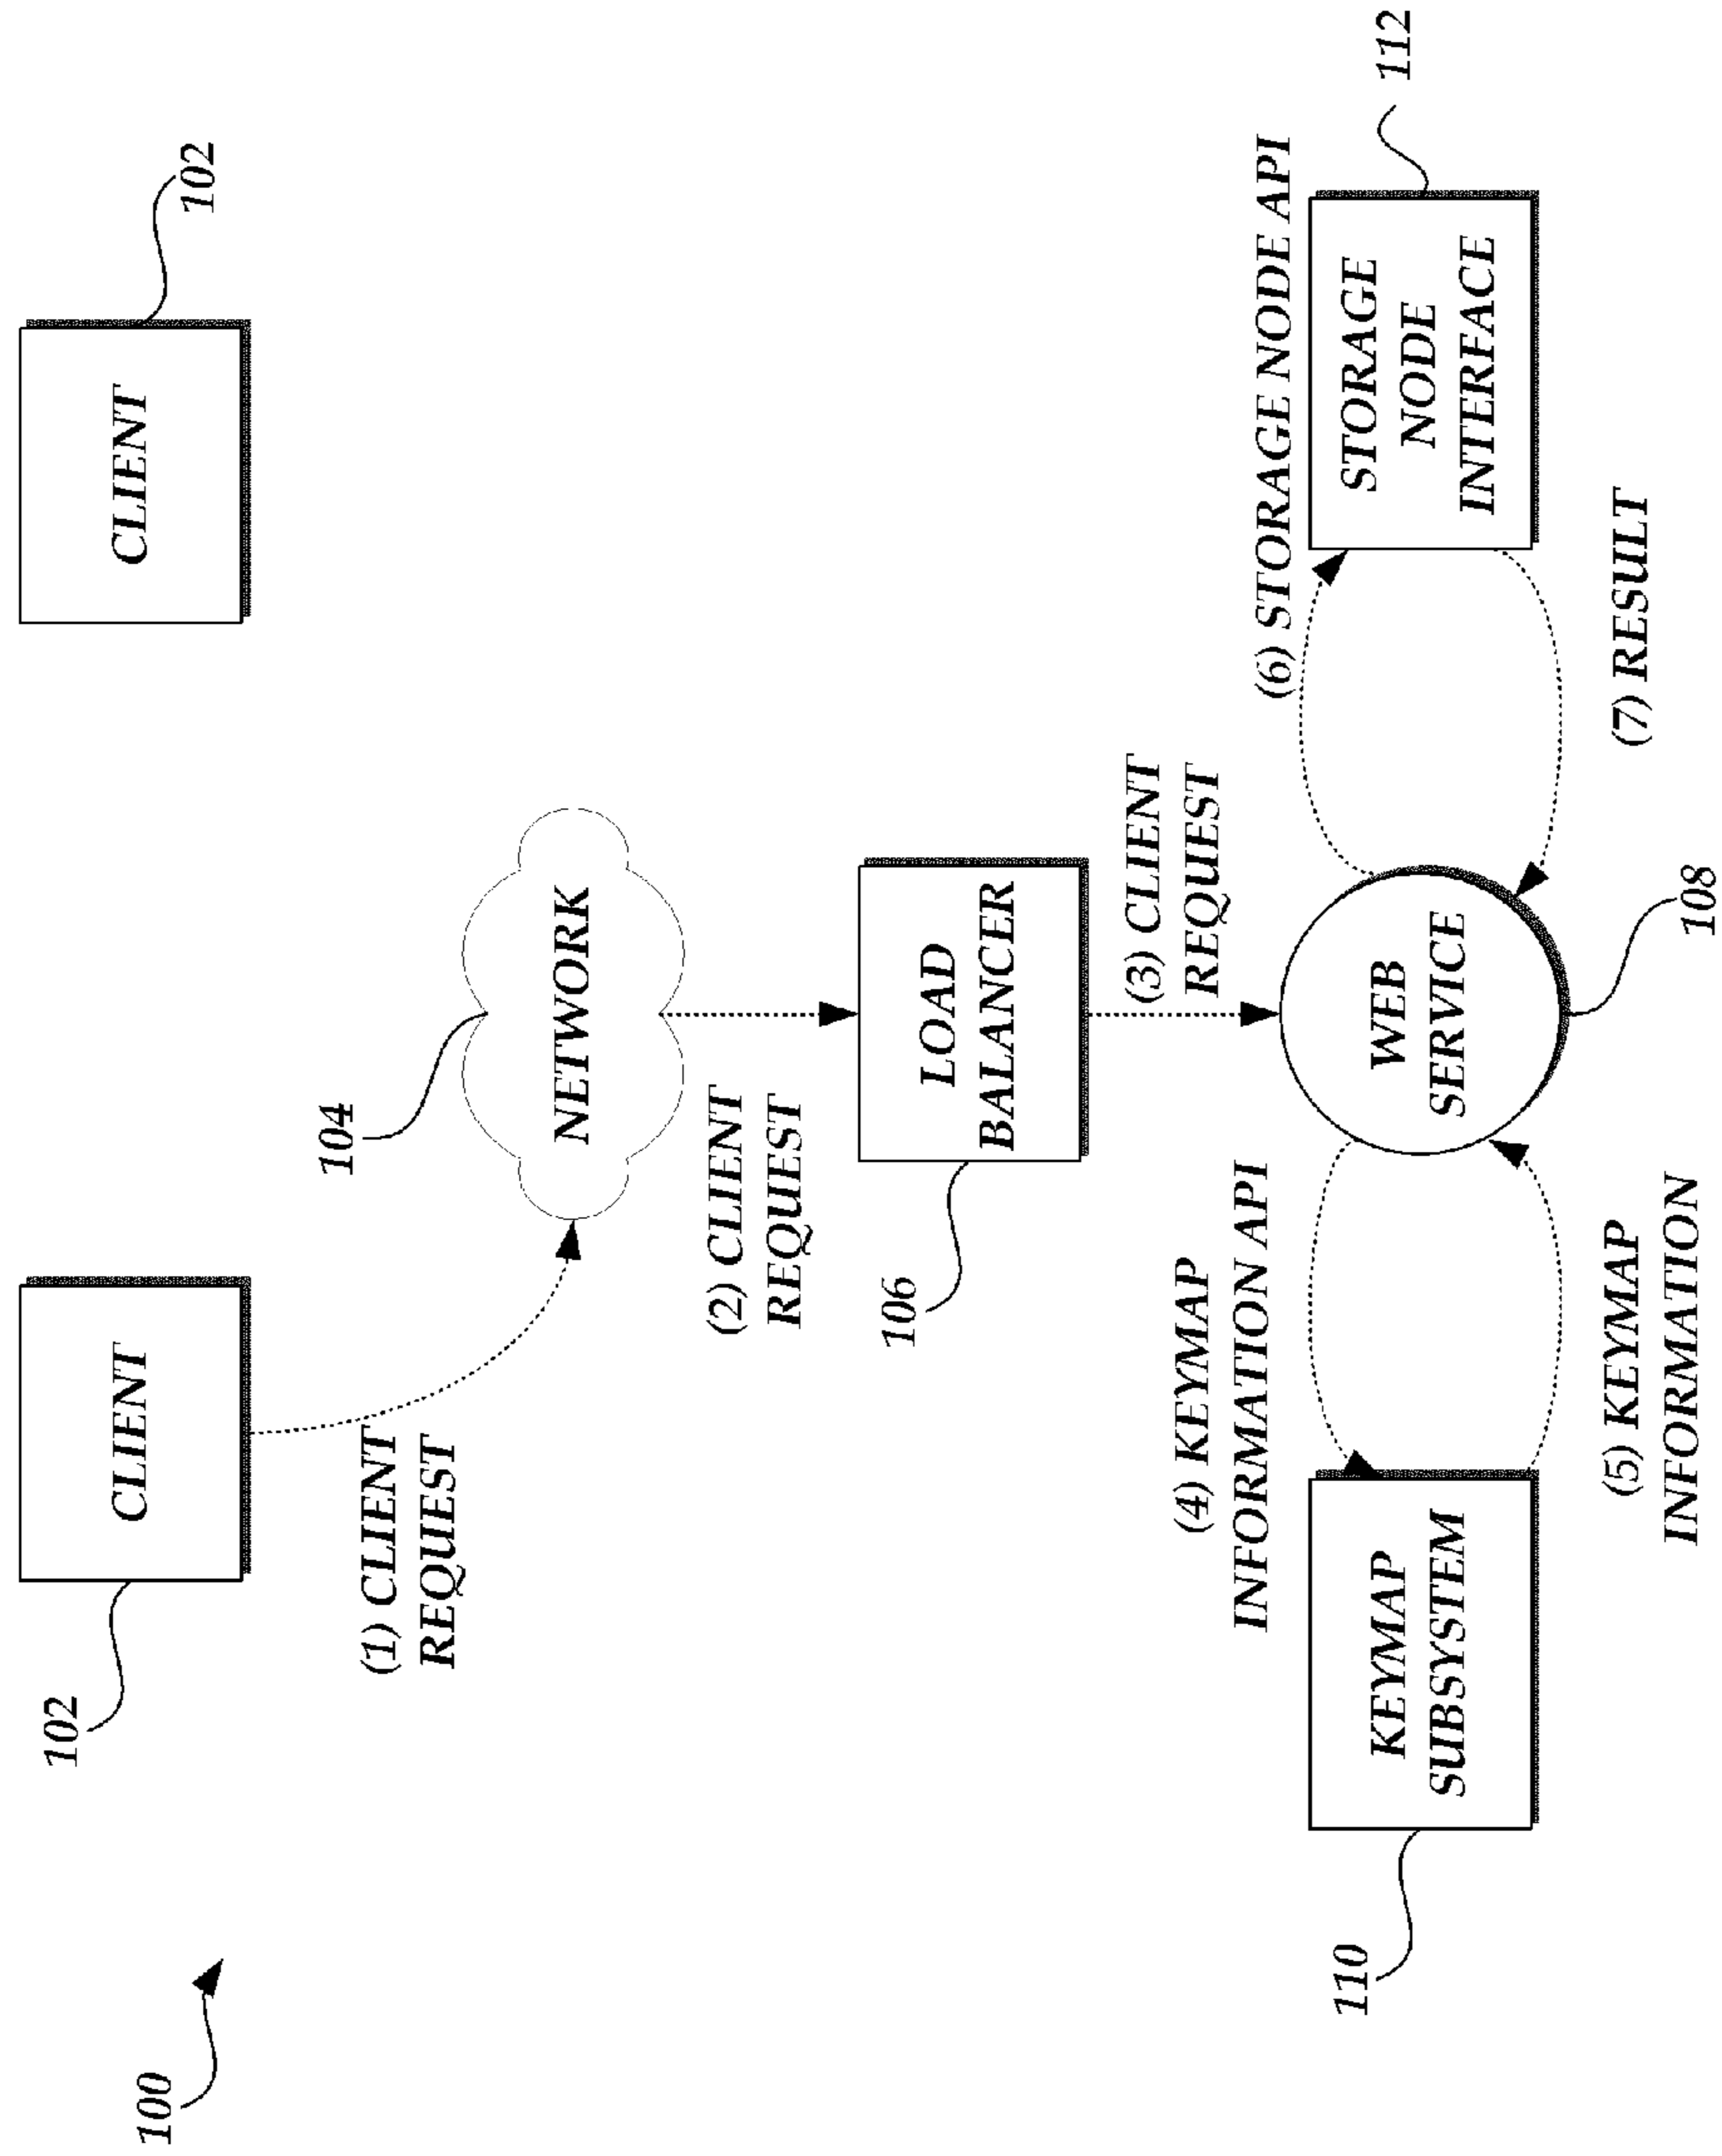 100
102
CLIENT
CLIENT
102
(1) CLIENT
REQUEST
104
NETWORK
(2) CLIENT
REQUEST
106
LOAD
BALANCER
(3) CLIENT
REQUEST
(4) KEYMAP
INFORMATION API
(6) STORAGE NODE API
110
KEYMAP
SUBSYSTEM
WEB
SERVICE
STORAGE
NODE
INTERFACE
112
(5) KEYMAP
INFORMATION
108
(7) RESULT